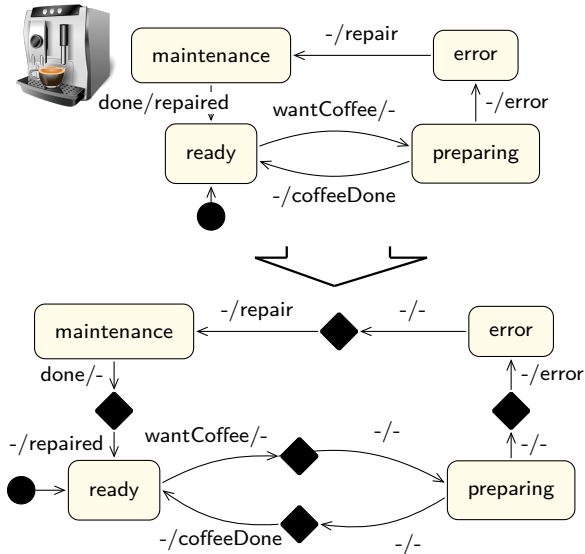 -/repair
maintenance
error
done/repaired
wantCoffee/-
-/error
ready
preparing
-/coffeeDone
-/repair
-/-
maintenance
error
done/-
-/error
-/repaired
wantCoffee/-
-/-
-/-
ready
preparing
-/coffeeDone
-/-